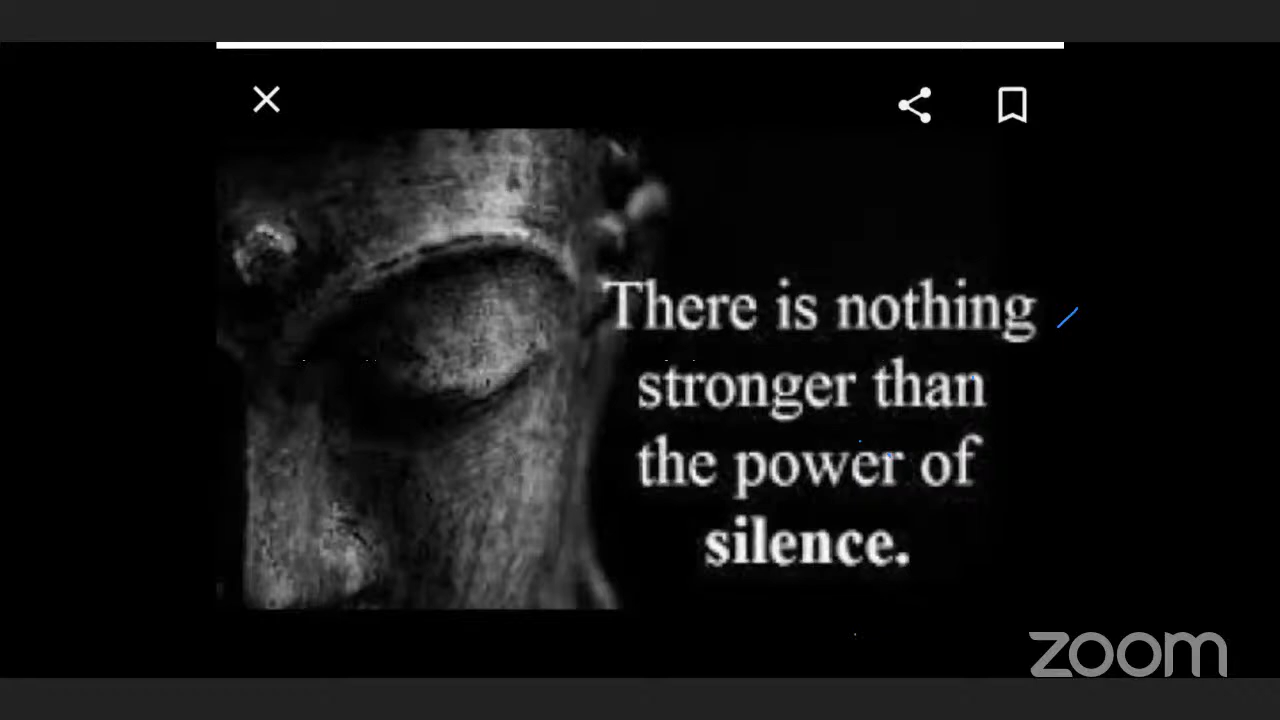 There is nothing
stronger than
the power of
silence.
zoom